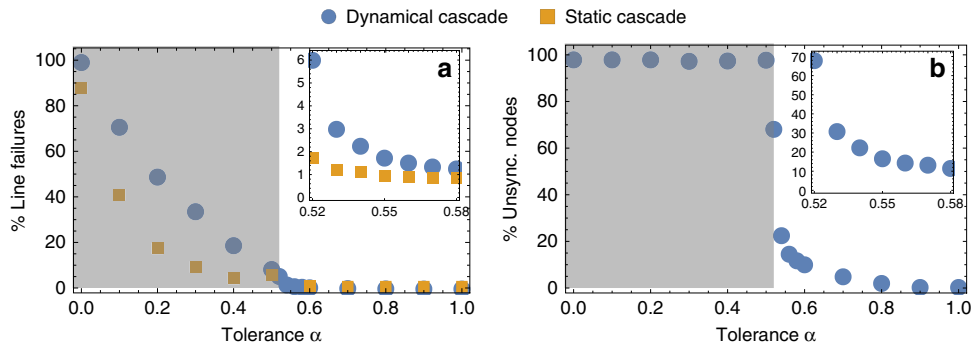 Dynamical cascade Static cascade
a
% Line failures
100
80
60
40
20
0
0.0 0.2 0.4 0.6 0.8 1.0
Tolerance α
6
5
4
3
2
1
0
0.52 0.55 0.58
b
% Unsync. nodes
100
80
60
40
20
0
0.0 0.2 0.4 0.6 0.8 1.0
Tolerance α
70
60
50
40
30
20
10
0
0.52 0.55 0.58